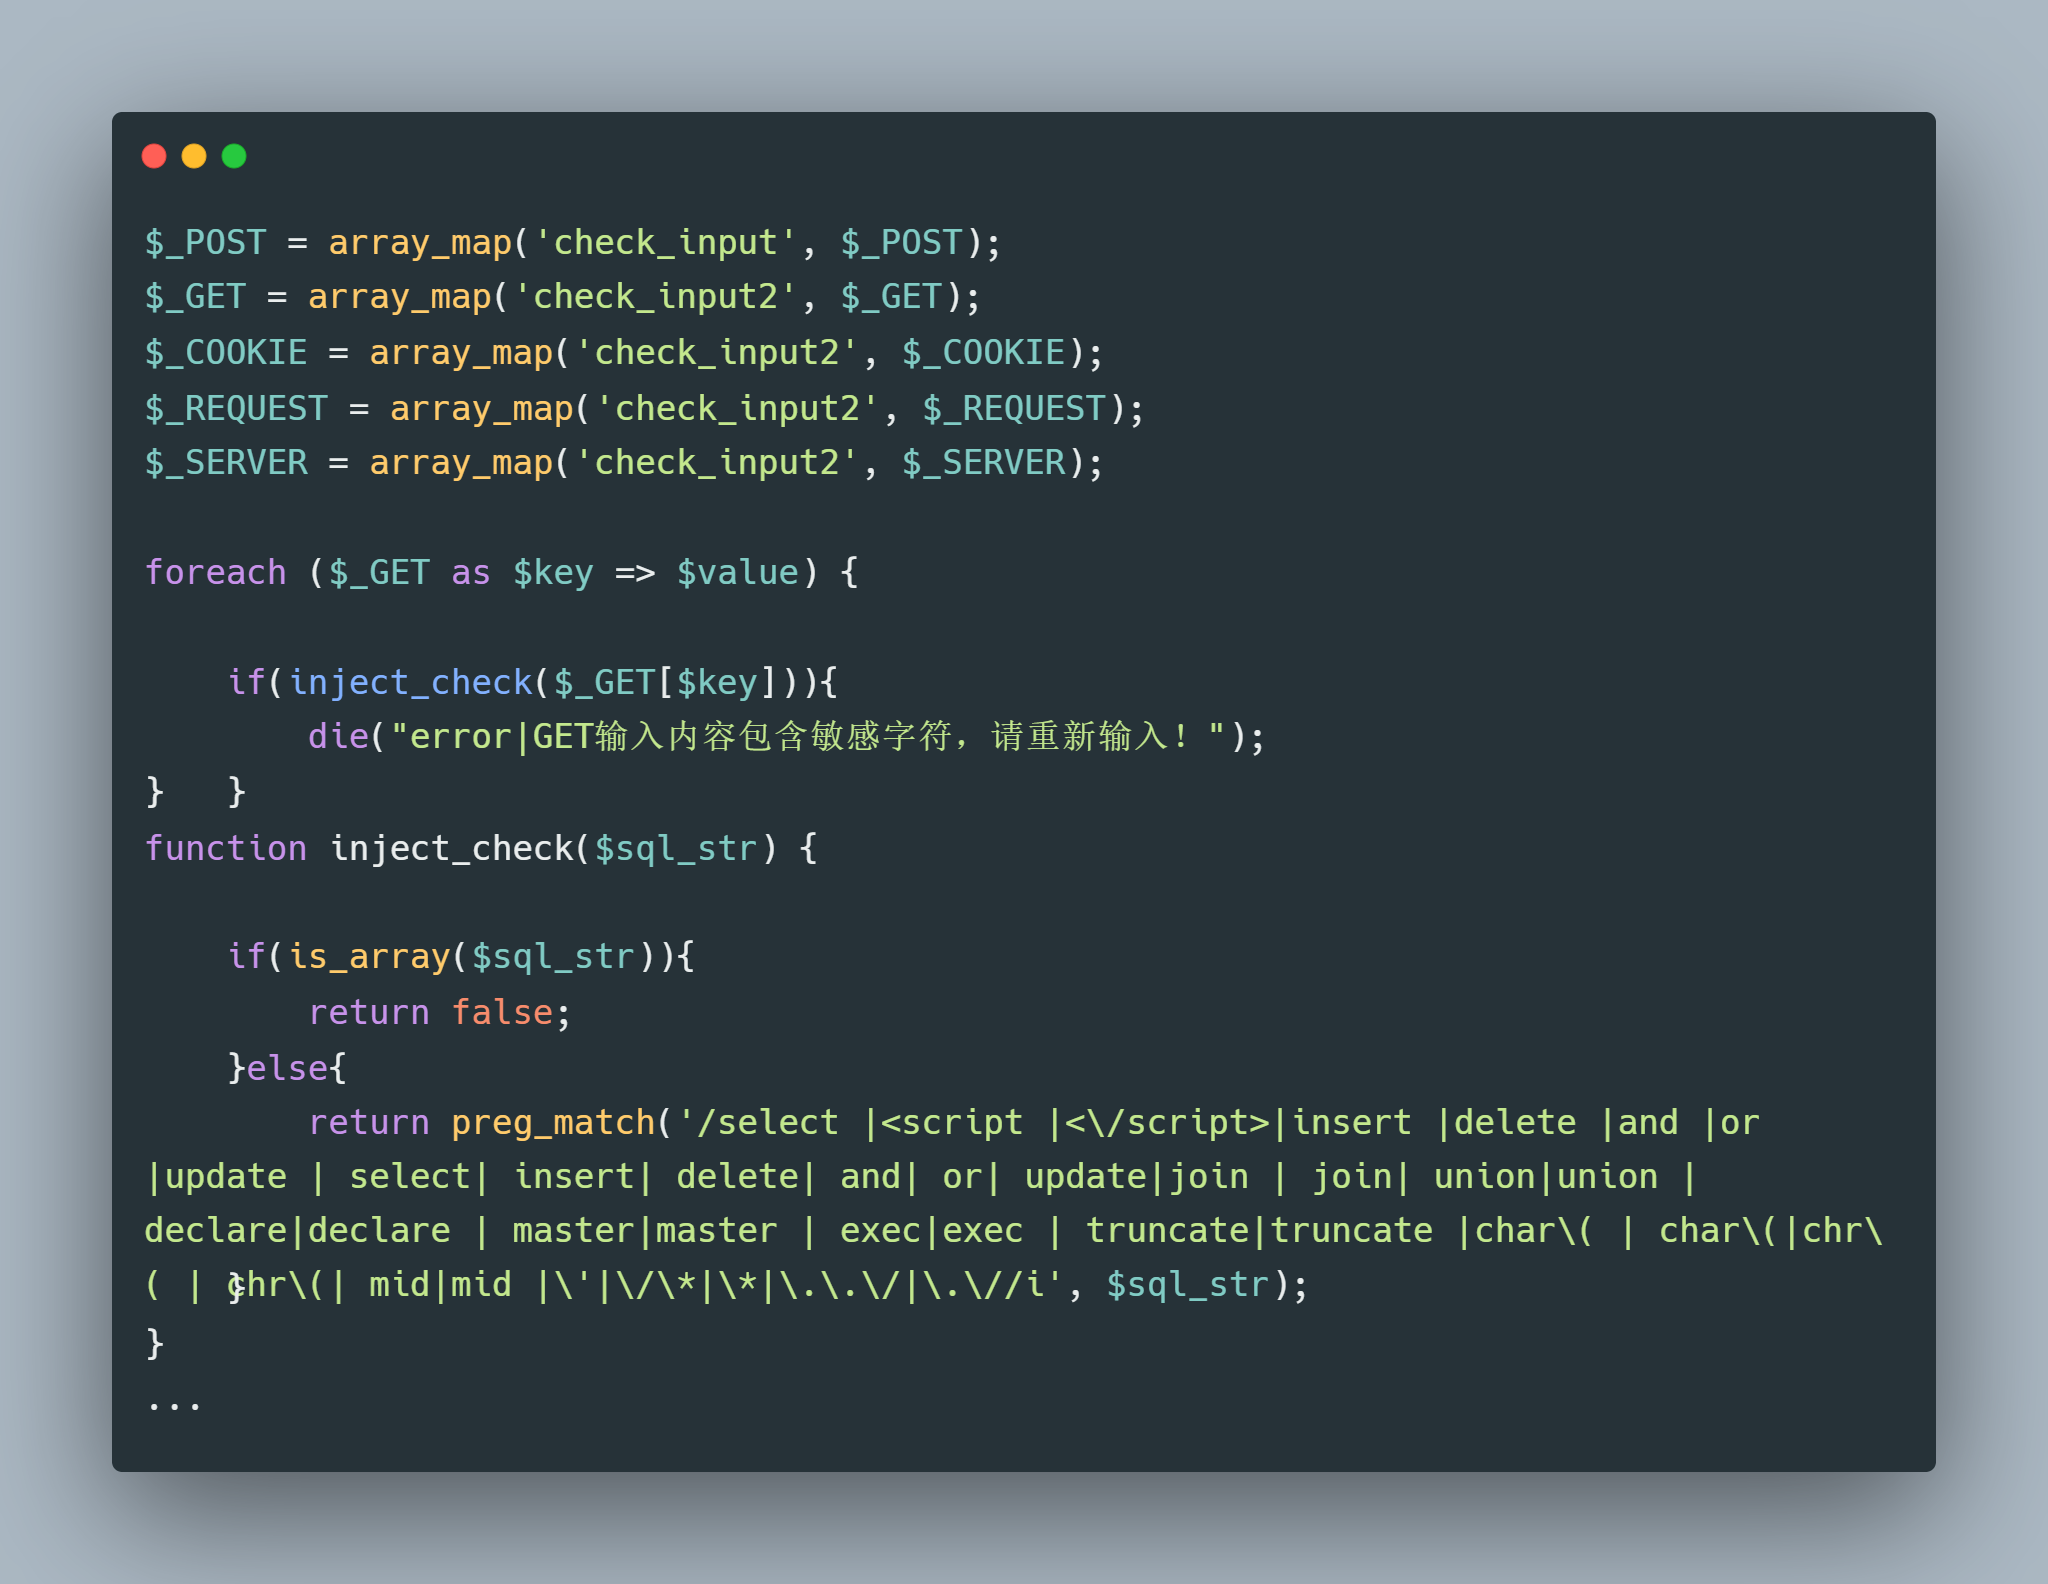 $_POST = array_map('check_input', $_POST);
$_GET = array_map('check_input2', $_GET);
$_COOKIE = array_map('check_input2', $_COOKIE);
$_REQUEST = array_map('check_input2', $_REQUEST);
$_SERVER = array_map('check_input2', $_SERVER);
foreach ($_GET as $key => $value) {
if(inject_check($_GET[$key])){
die("error|GET输入内容包含敏感字符，请重新输入！");
}   }
function inject_check($sql_str) {
if(is_array($sql_str)){
return false;
}else{
return preg_match('/select |<script |<\/script>|insert |delete |and |or
|update | select| insert| delete| and| or| update|join | join| union|union |
declare|declare | master|master | exec|exec | truncate|truncate |char\( | char\(|chr\
( | chr\(| mid|mid |\'|\/\*|\*|\.\.\/|\.\//i', $sql_str);
}
}
...